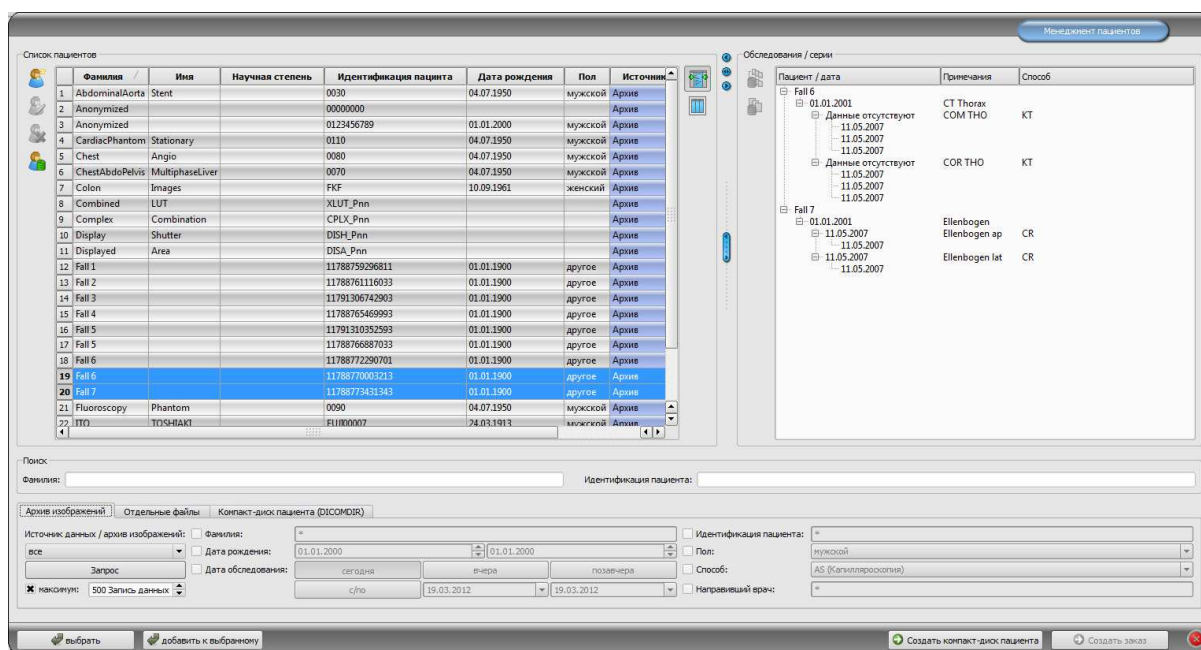 Менеджмент пациентов
Список пациентов
Фамилия Имя Научная степень Идентификация пацинта Дата рождения Пол Источник
1 AbdominalAorta Stent 0030 04.07.1950 мужской Архив
2 Anonymized 00000000 Архив
3 Anonymized 0123456789 01.01.2000 мужской Архив
4 CardiacPhantom Stationary 0110 04.07.1950 мужской Архив
5 Chest Angio 0080 04.07.1950 мужской Архив
6 ChestAbdoPelvis MultiphaseLiver 0070 04.07.1950 мужской Архив
7 Colon Images FKF 10.09.1961 женский Архив
8 Combined LUT XLUT_Pnn Архив
9 Complex Combination CPLX_Pnn Архив
10 Display Shutter DISH_Pnn Архив
11 Displayed Area DISA_Pnn Архив
12 Fall 1 11788759296811 01.01.1900 другое Архив
13 Fall 2 11788761116033 01.01.1900 другое Архив
14 Fall 3 11791306742903 01.01.1900 другое Архив
15 Fall 4 11788765469993 01.01.1900 другое Архив
16 Fall 5 11791310352593 01.01.1900 другое Архив
17 Fall 5 11788766887033 01.01.1900 другое Архив
18 Fall 6 11788772290701 01.01.1900 другое Архив
19 Fall 6 11788770003213 01.01.1900 другое Архив
20 Fall 7 11788773431343 01.01.1900 другое Архив
21 Fluoroscopy Phantom 0090 04.07.1950 мужской Архив
22 ITO TOSHIAKI FUJI00007 24.03.1913 мужской Архив
Обследования / серии
Пациент / дата Примечания Способ
Fall 6
01.01.2001 CT Thorax
Данные отсутствуют COM THO КТ
11.05.2007
11.05.2007
11.05.2007
Данные отсутствуют COR THO КТ
11.05.2007
11.05.2007
11.05.2007
Fall 7
01.01.2001 Ellenbogen
11.05.2007 Ellenbogen ap CR
11.05.2007
11.05.2007 Ellenbogen lat CR
11.05.2007
Поиск
Фамилия: Идентификация пациента:
Архив изображений Отдельные файлы Компакт-диск пациента (DICOMDIR)
Источник данных / архив изображений: Фамилия: * Идентификация пациента: *
все Дата рождения: 01.01.2000 01.01.2000 Пол: мужской
Запрос Дата обследования: сегодня вчера позавчера Способ: AS (Капилляроскопия)
максимум: 500 Запись данных с/по 19.03.2012 19.03.2012 Направивший врач: *
выбрать добавить к выбранному Создать компакт-диск пациента Создать заказ